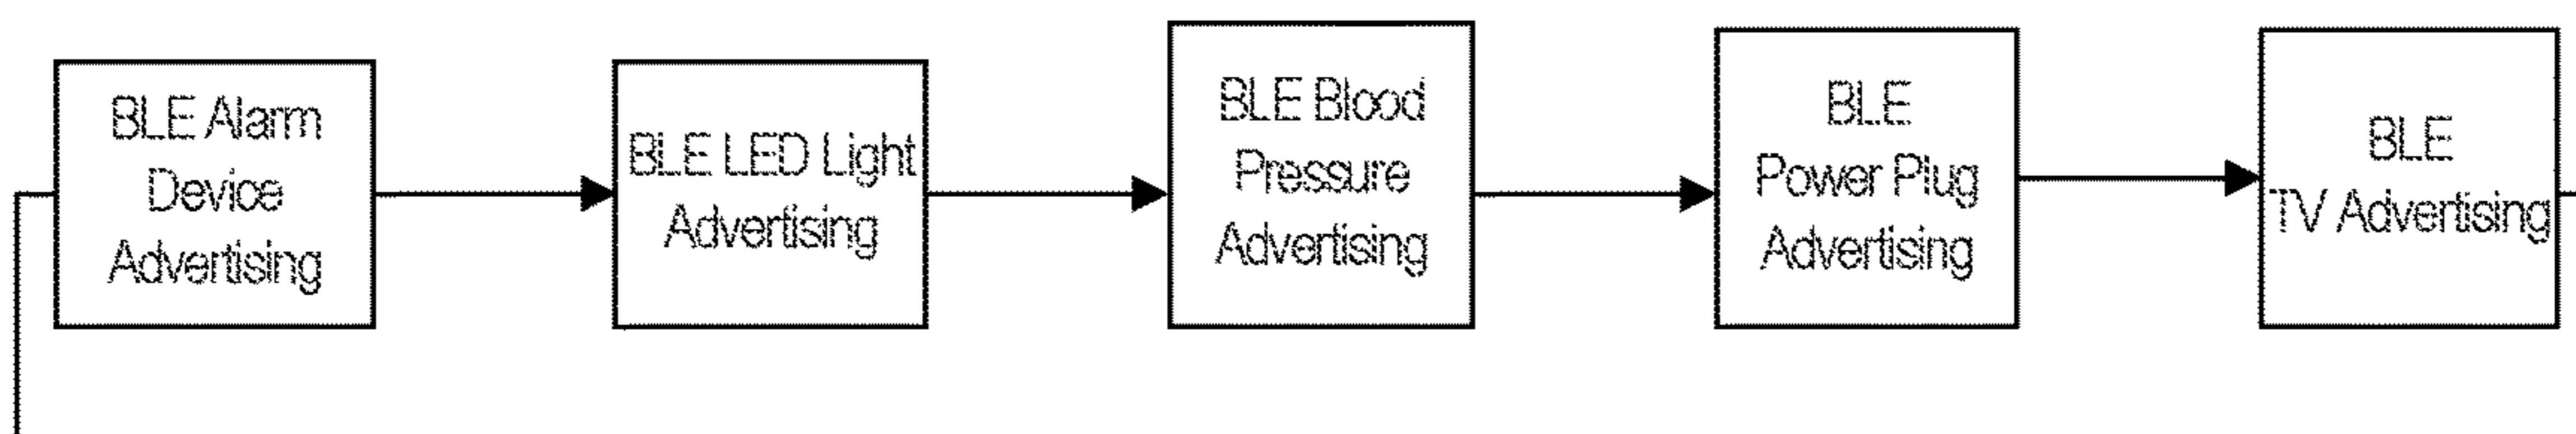 BLE Alarm
Device
Advertising
BLE LED Light
Advertising
BLE Blood
Pressure
Advertising
BLE
Power Plug
Advertising
BLE
TV Advertising